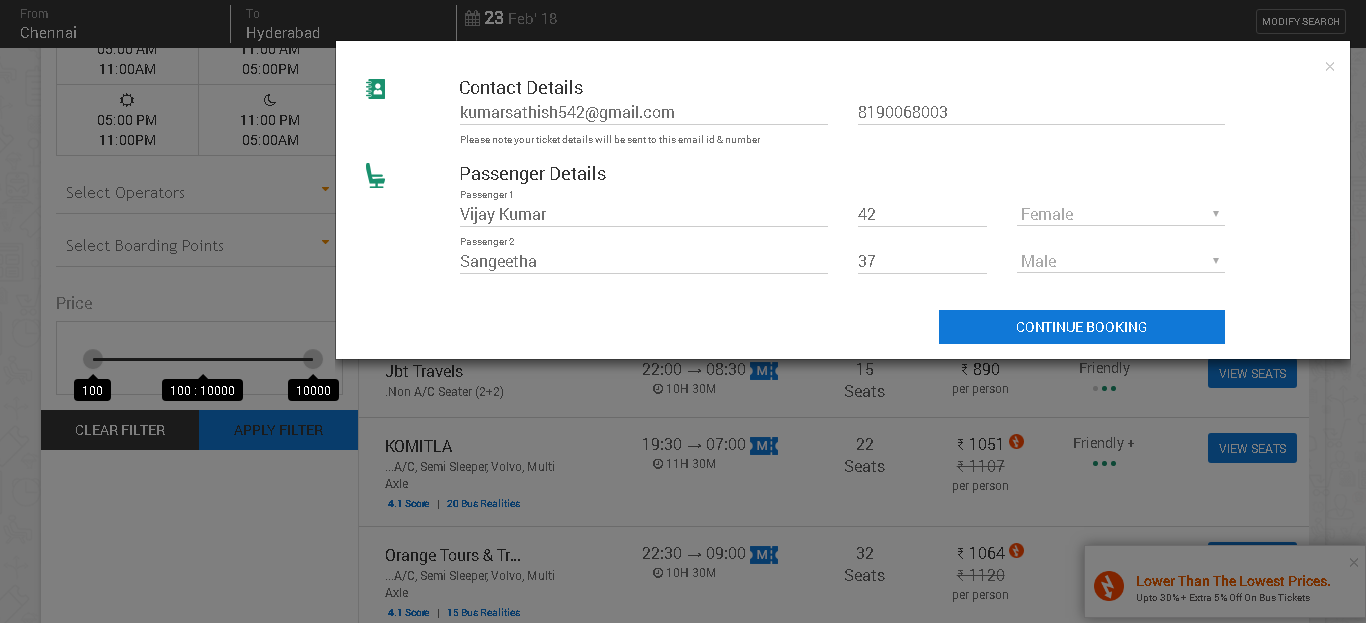 From
Chennai
To
Hyderabad
23 Feb' 18
MODIFY SEARCH
05:00 AM
11:00AM
11:00 AM
05:00PM
05:00 PM
11:00PM
11:00 PM
05:00AM
Select Operators
Select Boarding Points
Price
100
100 : 10000
10000
CLEAR FILTER
APPLY FILTER
×
Contact Details
kumarsathish542@gmail.com
8190068003
Please note your ticket details will be sent to this email id & number
Passenger Details
Passenger 1
Vijay Kumar
42
Female
Passenger 2
Sangeetha
37
Male
CONTINUE BOOKING
Jbt Travels
.Non A/C Seater (2+2)
22:00 → 08:30 M
10H 30M
15
Seats
₹ 890
per person
Friendly
VIEW SEATS
KOMITLA
...A/C, Semi Sleeper, Volvo, Multi
Axle
4.1 Score | 20 Bus Realities
19:30 → 07:00 M
11H 30M
22
Seats
₹ 1051
₹ 1107
per person
Friendly +
VIEW SEATS
Orange Tours & Tr...
...A/C, Semi Sleeper, Volvo, Multi
Axle
4.1 Score | 15 Bus Realities
22:30 → 09:00 M
10H 30M
32
Seats
₹ 1064
₹ 1120
per person
×
Lower Than The Lowest Prices.
Upto 30%+ Extra 5% Off On Bus Tickets